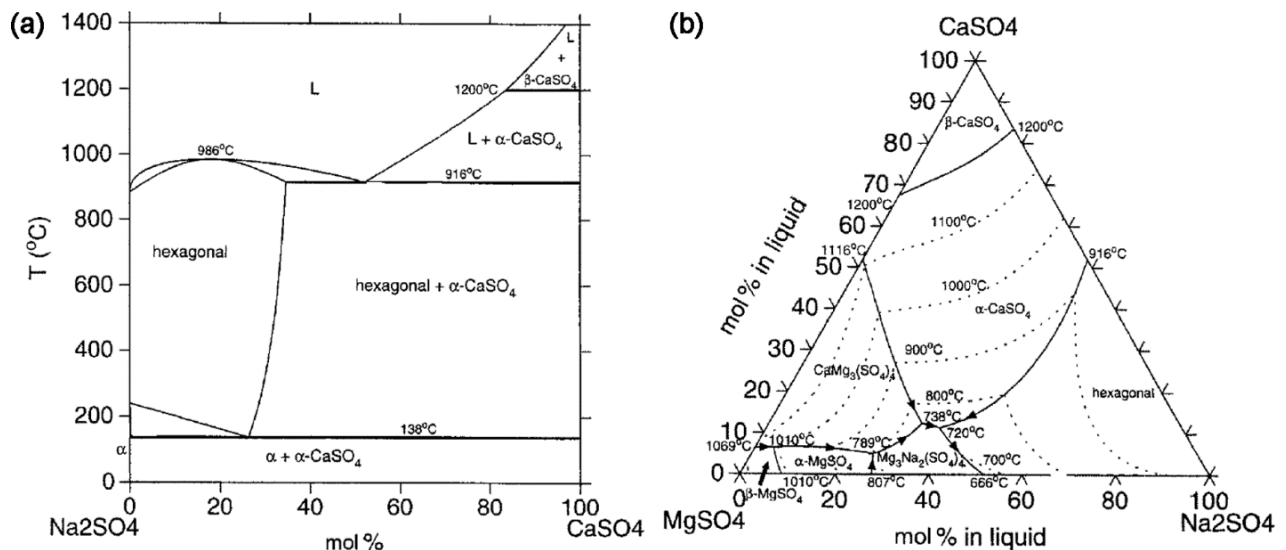 (a)
1400
1200
1000
800
600
400
200
0
T (°C)
L
L
+
β-CaSO4
1200°C
L + α-CaSO4
986°C
916°C
hexagonal
hexagonal + α-CaSO4
138°C
α
α + α-CaSO4
0 20 40 60 80 100
Na2SO4
mol %
CaSO4
(b)
CaSO4
100
90
80
70
60
50
40
30
20
10
0
mol % in liquid
β-CaSO4
1200°C
1200°C
1116°C
1100°C
916°C
1000°C
α-CaSO4
900°C
CaMg3(SO4)4
800°C
hexagonal
738°C
720°C
1069°C
1010°C
789°C
α-MgSO4
Mg3Na2(SO4)4
700°C
β-MgSO4
1010°C
807°C
666°C
0 20 40 60 80 100
MgSO4
mol % in liquid
Na2SO4